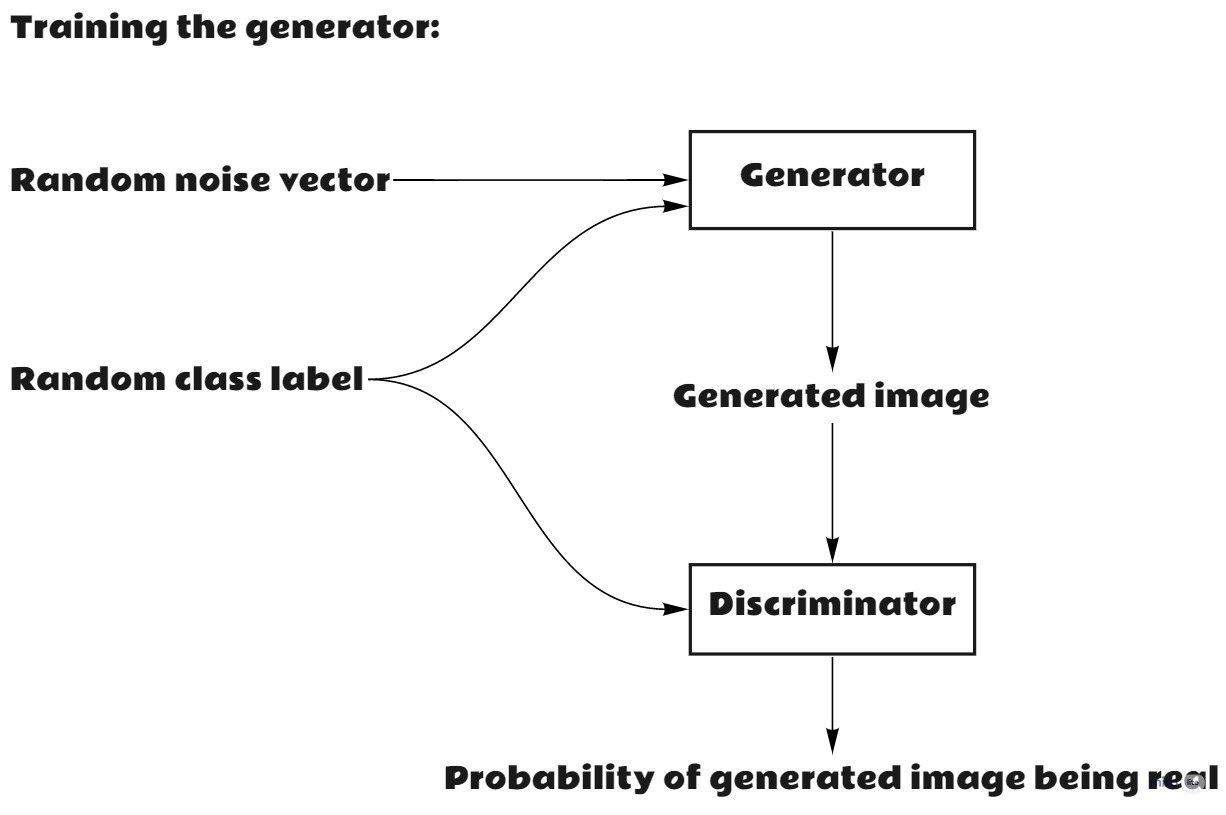 Training the generator:
Random noise vector
Generator
Random class label
Generated image
Discriminator
Probability of generated image being real